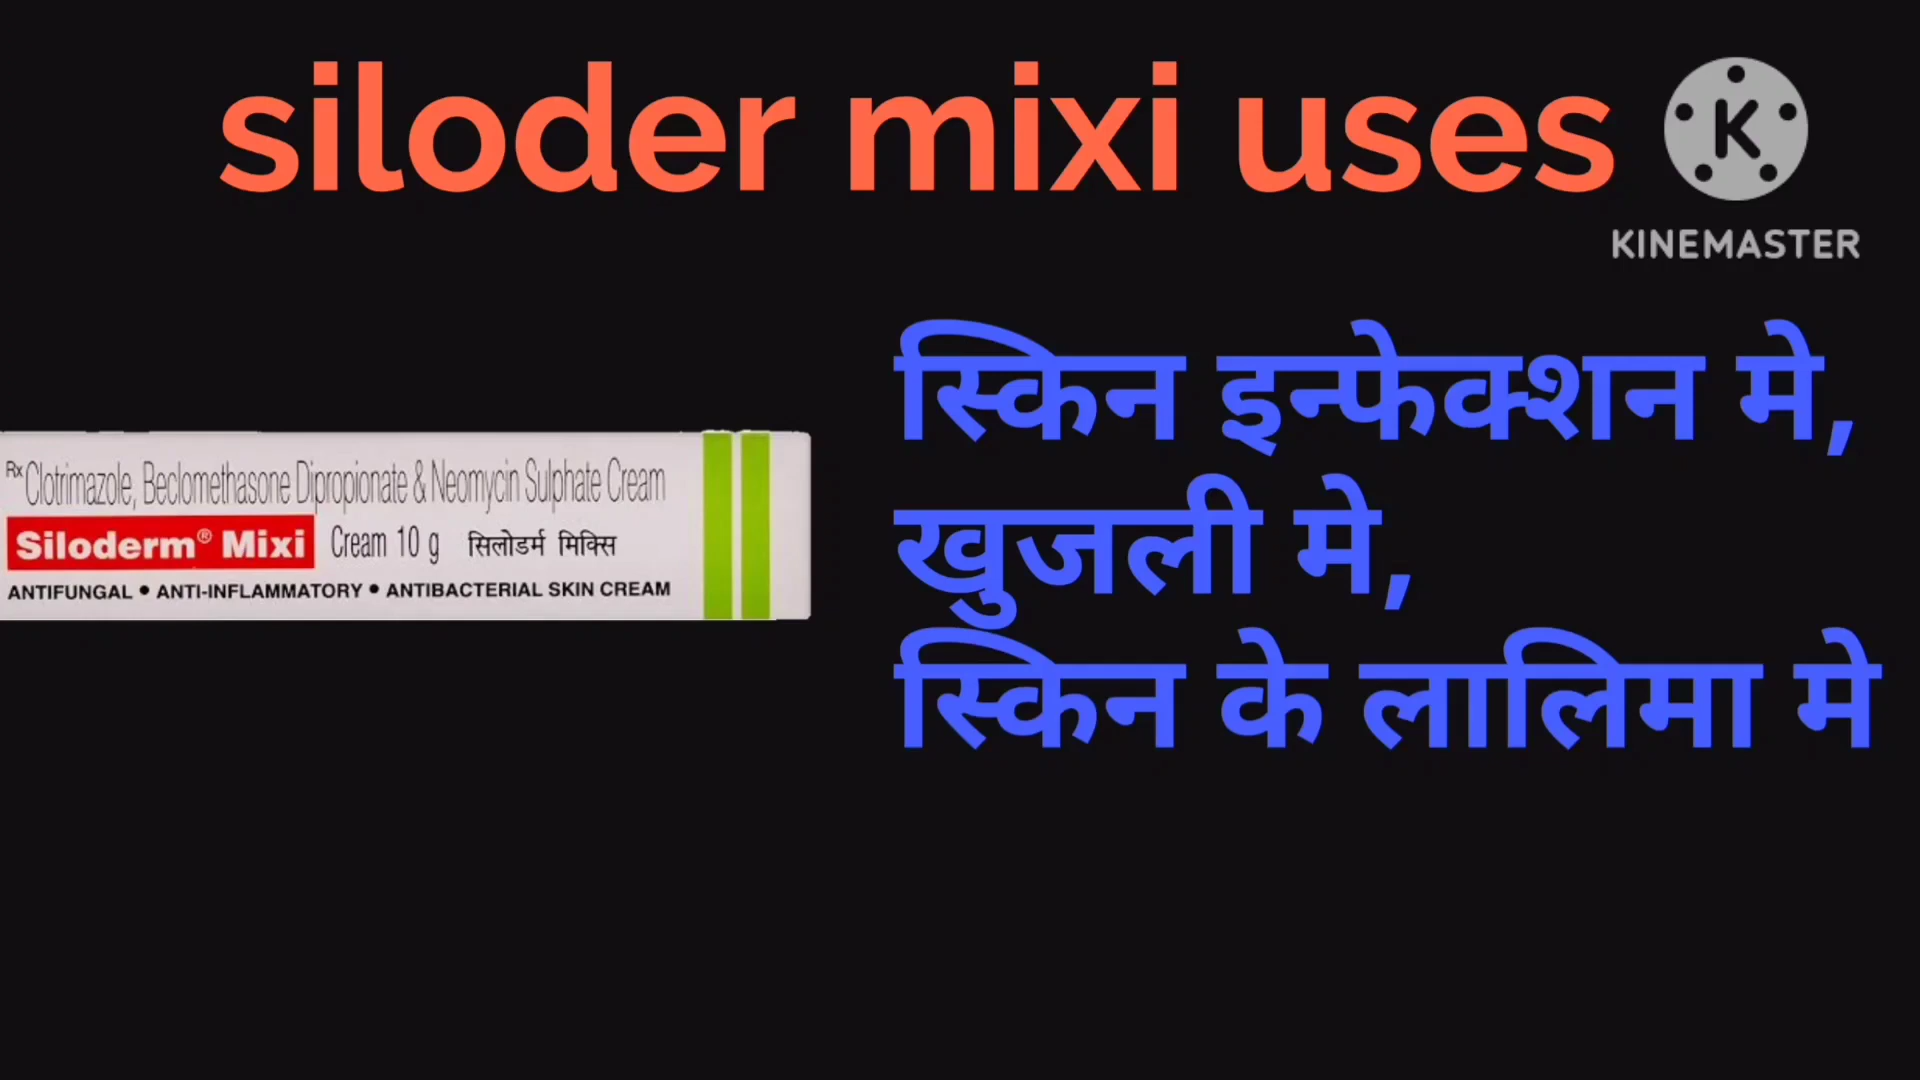 siloder mixi uses
K
KINEMASTER
स्किन इन्फेक्शन मे,
खुजली मे,
स्किन के लालिमा मे
Rx Clotrimazole, Beclomethasone Dipropionate & Neomycin Sulphate Cream
Siloderm® Mixi Cream 10 g सिलोडर्म मिक्सि
ANTIFUNGAL • ANTI-INFLAMMATORY • ANTIBACTERIAL SKIN CREAM